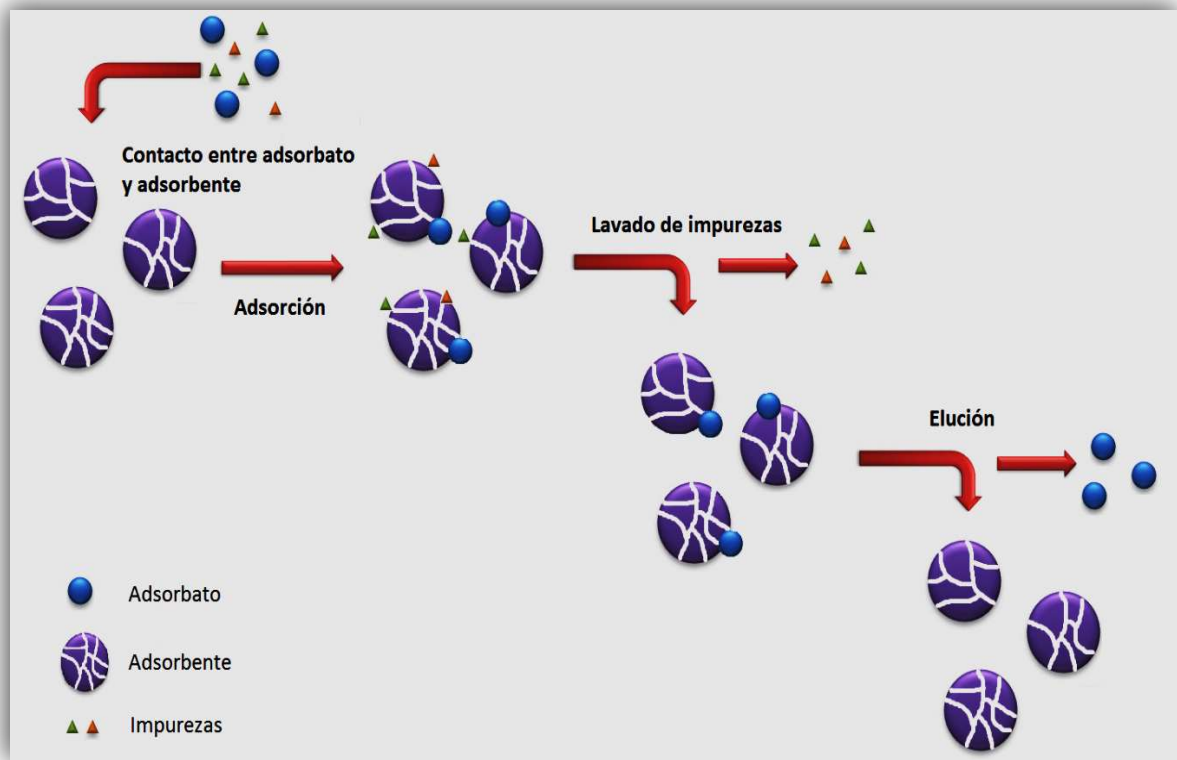 Contacto entre adsorbato
y adsorbente
Adsorción
Lavado de impurezas
Elución
Adsorbato
Adsorbente
Impurezas